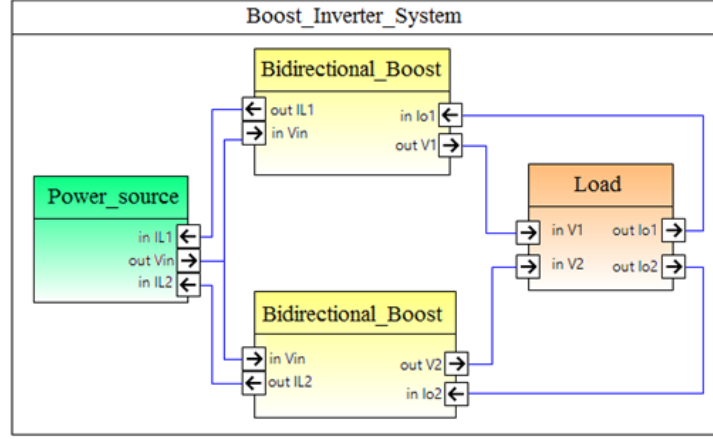 Boost_Inverter_System
Bidirectional_Boost
out IL1
in Io1
in Vin
out V1
Power_source
in IL1
out Vin
in IL2
Load
in V1
out Io1
in V2
out Io2
Bidirectional_Boost
in Vin
out V2
out IL2
in Io2